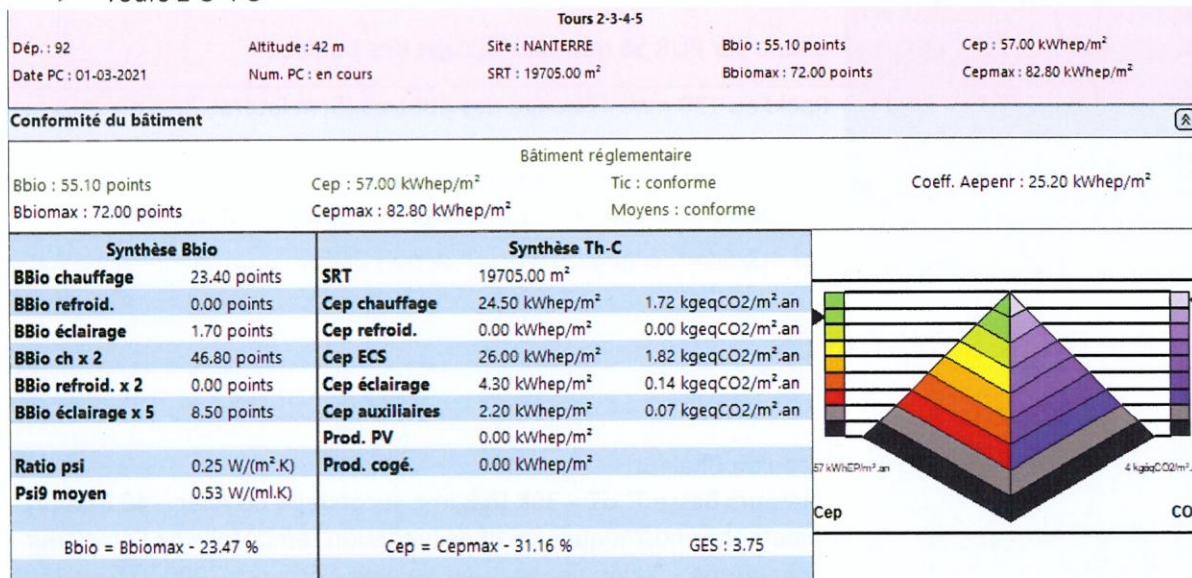 Tours 2-3-4-5
Tours 2-3-4-5
Dép. : 92 Altitude : 42 m Site : NANTERRE Bbio : 55.10 points Cep : 57.00 kWhep/m²
Date PC : 01-03-2021 Num. PC : en cours SRT : 19705.00 m² Bbiomax : 72.00 points Cepmax : 82.80 kWhep/m²
Conformité du bâtiment
Bâtiment réglementaire
Bbio : 55.10 points Cep : 57.00 kWhep/m² Tic : conforme Coeff. Aepenr : 25.20 kWhep/m²
Bbiomax : 72.00 points Cepmax : 82.80 kWhep/m² Moyens : conforme
Synthèse Bbio Synthèse Th-C
BBio chauffage 23.40 points SRT 19705.00 m²
BBio refroid. 0.00 points Cep chauffage 24.50 kWhep/m² 1.72 kgeqCO2/m².an
BBio éclairage 1.70 points Cep refroid. 0.00 kWhep/m² 0.00 kgeqCO2/m².an
BBio ch x 2 46.80 points Cep ECS 26.00 kWhep/m² 1.82 kgeqCO2/m².an
BBio refroid. x 2 0.00 points Cep éclairage 4.30 kWhep/m² 0.14 kgeqCO2/m².an
BBio éclairage x 5 8.50 points Cep auxiliaires 2.20 kWhep/m² 0.07 kgeqCO2/m².an
Prod. PV 0.00 kWhep/m²
Ratio psi 0.25 W/(m².K) Prod. cogé. 0.00 kWhep/m²
57 kWhEP/m².an 4 kgéqCO2/m².
Psi9 moyen 0.53 W/(ml.K)
Cep CO
Bbio = Bbiomax - 23.47 % Cep = Cepmax - 31.16 % GES : 3.75